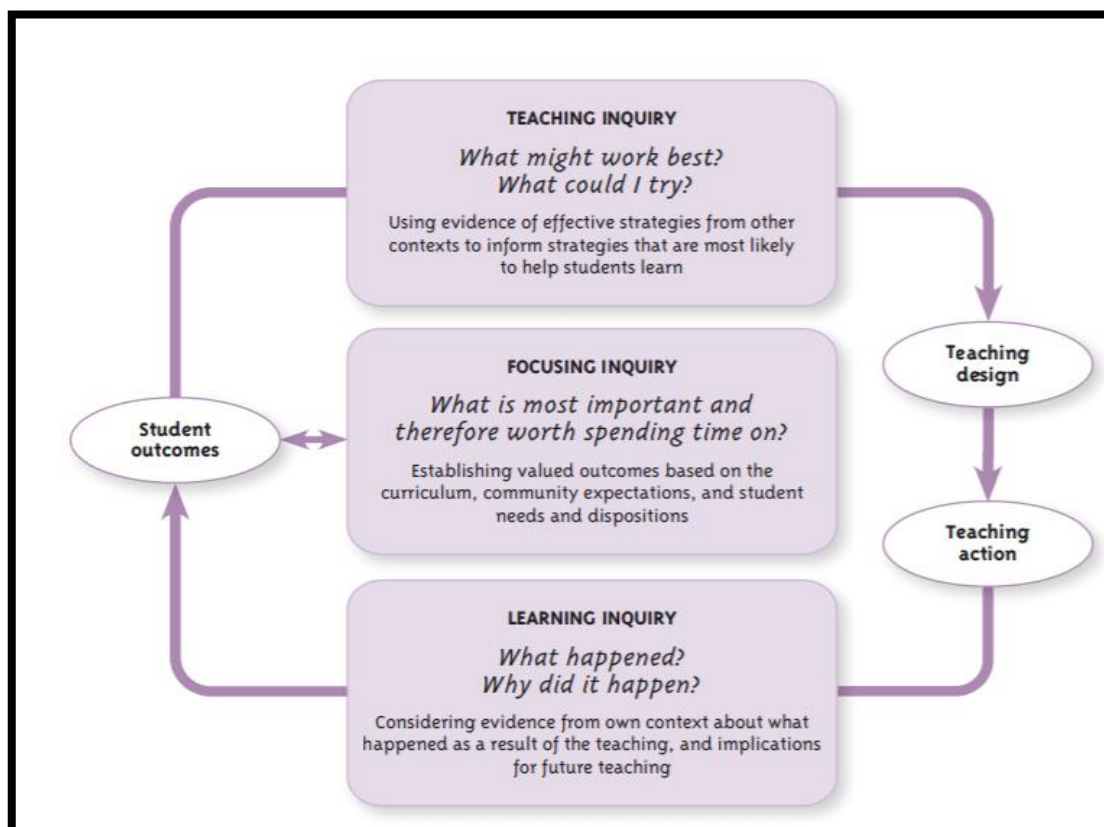 TEACHING INQUIRY
What might work best?
What could I try?
Using evidence of effective strategies from other
contexts to inform strategies that are most likely
to help students learn
Teaching
design
FOCUSING INQUIRY
What is most important and
therefore worth spending time on?
Establishing valued outcomes based on the
curriculum, community expectations, and student
needs and dispositions
Student
outcomes
Teaching
action
LEARNING INQUIRY
What happened?
Why did it happen?
Considering evidence from own context about what
happened as a result of the teaching, and implications
for future teaching